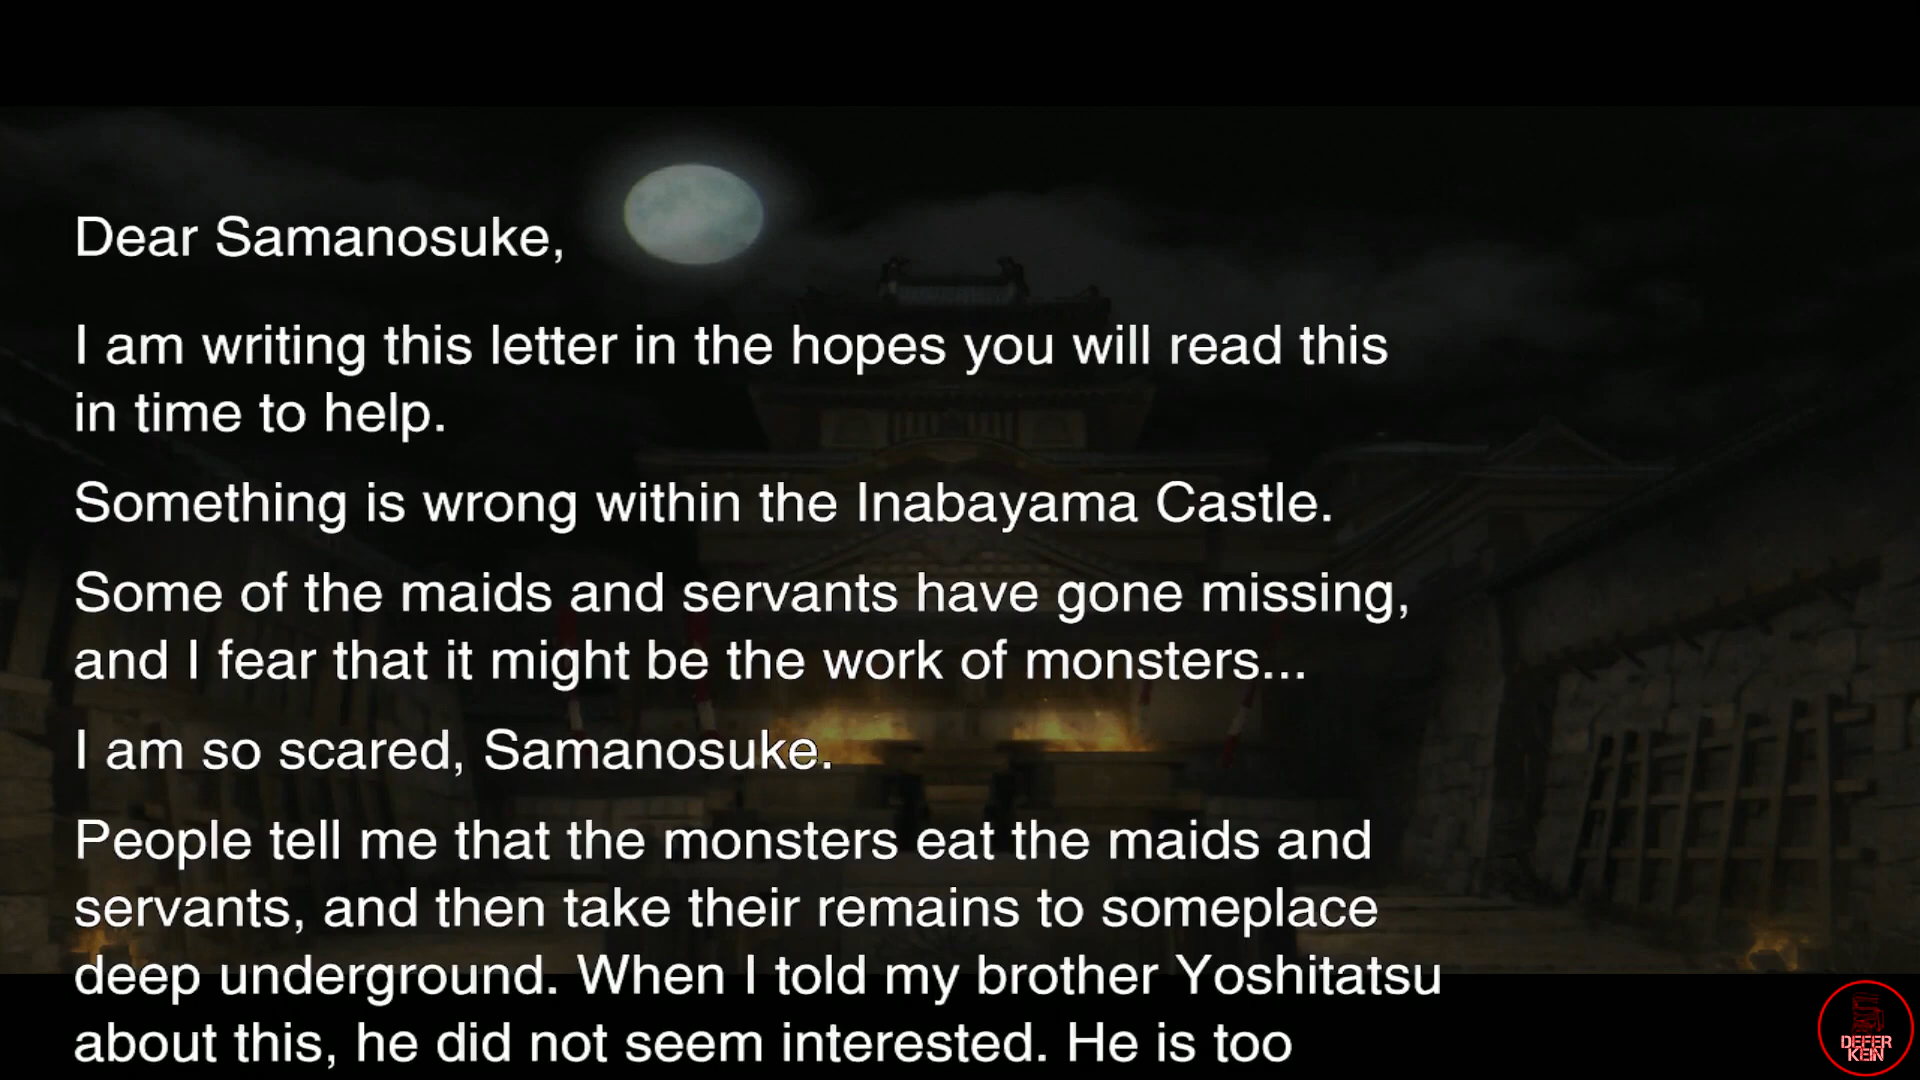 Dear Samanosuke,
I am writing this letter in the hopes you will read this
in time to help.
Something is wrong within the Inabayama Castle.
Some of the maids and servants have gone missing,
and I fear that it might be the work of monsters...
I am so scared, Samanosuke.
People tell me that the monsters eat the maids and
servants, and then take their remains to someplace
deep underground. When I told my brother Yoshitatsu
about this, he did not seem interested. He is too
DEFER
KEIN